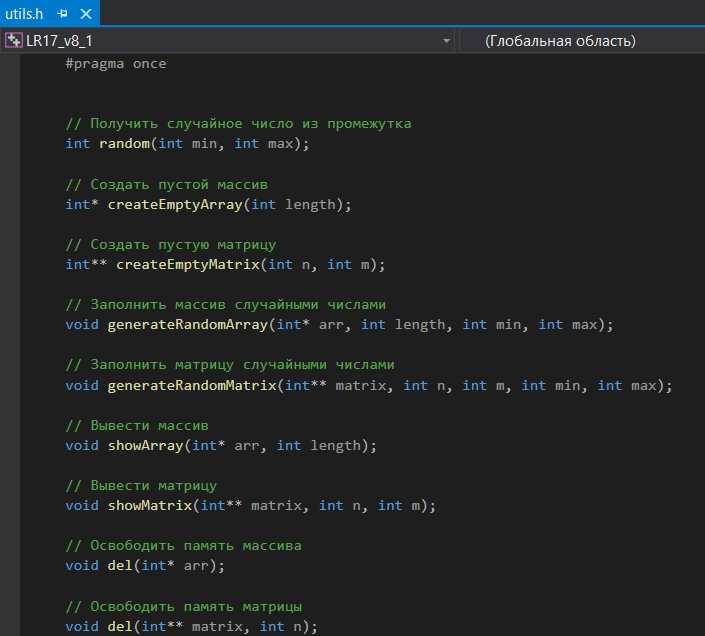 utils.h
LR17_v8_1
(Глобальная область)
#pragma once
// Получить случайное число из промежутка
int random(int min, int max);
// Создать пустой массив
int* createEmptyArray(int length);
// Создать пустую матрицу
int** createEmptyMatrix(int n, int m);
// Заполнить массив случайными числами
void generateRandomArray(int* arr, int length, int min, int max);
// Заполнить матрицу случайными числами
void generateRandomMatrix(int** matrix, int n, int m, int min, int max);
// Вывести массив
void showArray(int* arr, int length);
// Вывести матрицу
void showMatrix(int** matrix, int n, int m);
// Освободить память массива
void del(int* arr);
// Освободить память матрицы
void del(int** matrix, int n);